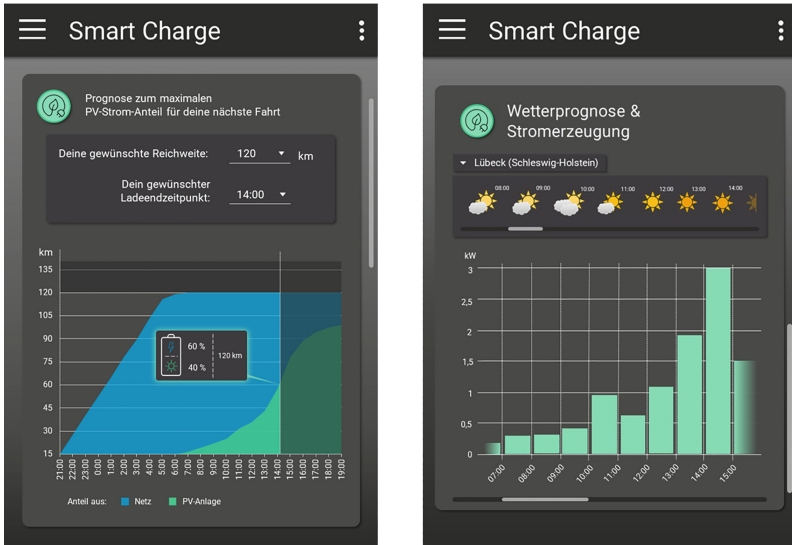 Smart Charge
Prognose zum maximalen
PV-Strom-Anteil für deine nächste Fahrt
Deine gewünschte Reichweite: 120 km
Dein gewünschter
Ladeendzeitpunkt: 14:00
km
135
120
105
90
75
60
45
30
15
60 %
40 %
120 km
21:00 22:00 23:00 0:00 1:00 2:00 3:00 4:00 5:00 6:00 7:00 8:00 9:00 10:00 11:00 12:00 13:00 14:00 15:00 16:00 17:00 18:00 19:00
Anteil aus: Netz PV-Anlage
Smart Charge
Wetterprognose &
Stromerzeugung
Lübeck (Schleswig-Holstein)
08:00 09:00 10:00 11:00 12:00 13:00 14:00
kW
3
2,5
2
1,5
1
0,5
0
07:00 08:00 09:00 10:00 11:00 12:00 13:00 14:00 15:00